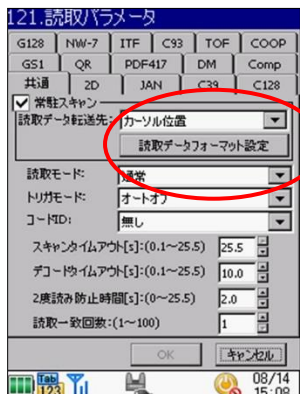 121.読取パラメータ
G128 NW-7 ITF C93 TOF COOP
GS1 QR PDF417 DM Comp
共通 2D JAN C39 C128
常駐スキャン
読取データ転送先: カーソル位置
読取データフォーマット設定
読取モード: 通常
トリガモード: オートオフ
コードID: 無し
スキャンタイムアウト[s]:(0.1~25.5) 25.5
デコードタイムアウト[s]:(0.1~25.5) 10.0
2度読み防止時間[s]:(0~25.5) 2.0
読取一致回数:(1~100) 1
OK キャンセル
Tab 123 08/14
15:08